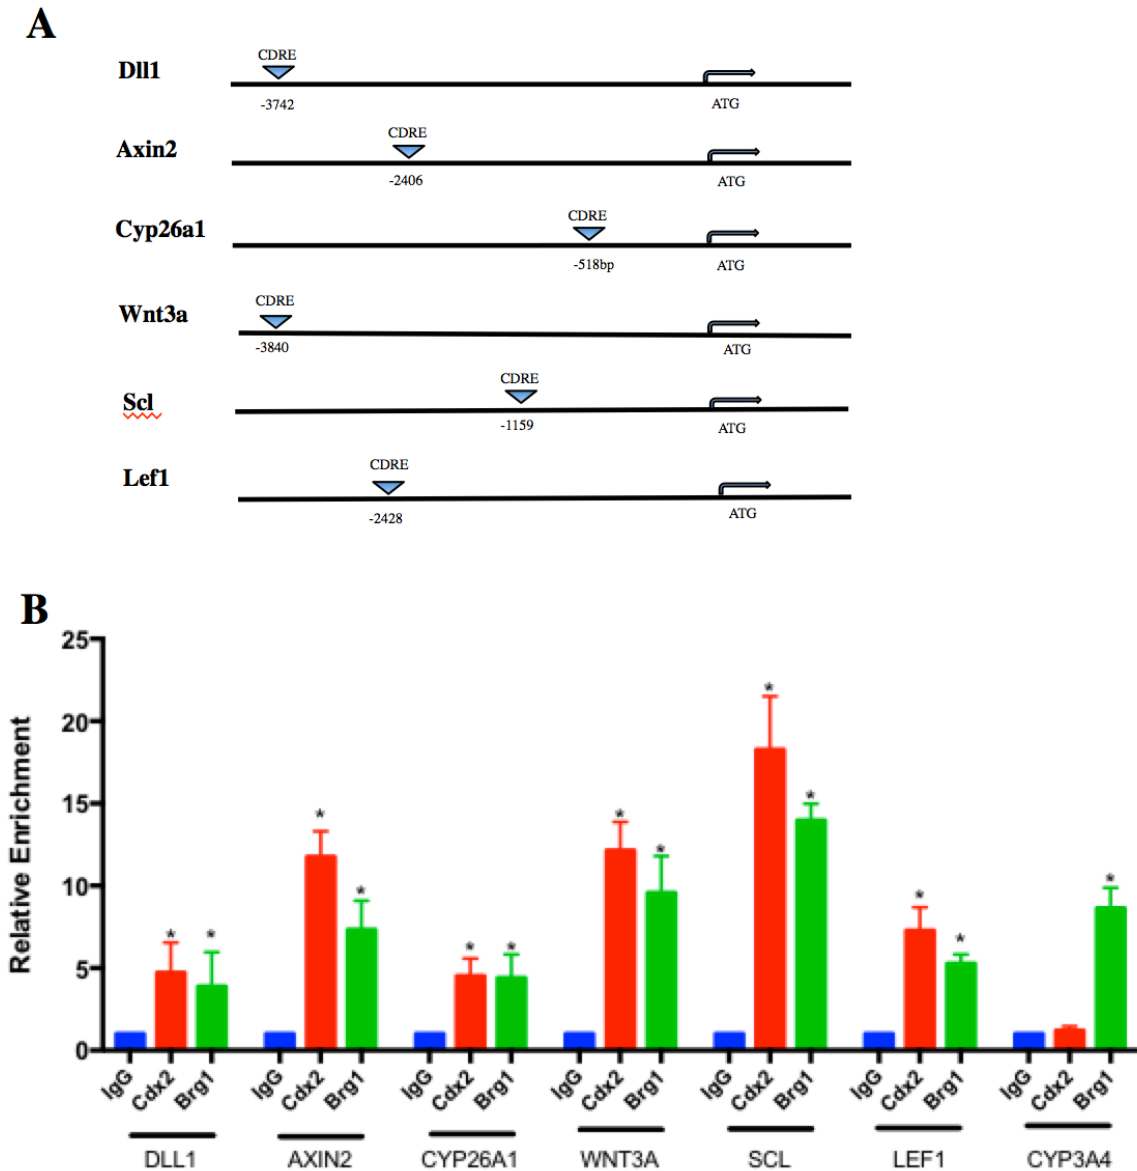 A
Dll1
CDRE
-3742
ATG
Axin2
CDRE
-2406
ATG
Cyp26a1
CDRE
-518bp
ATG
Wnt3a
CDRE
-3840
ATG
Scl
CDRE
-1159
ATG
Lef1
CDRE
-2428
ATG
B
Relative Enrichment
25
20
15
10
5
0
* * * * * * * * * * * * *
IgG Cdx2 Brg1 IgG Cdx2 Brg1 IgG Cdx2 Brg1 IgG Cdx2 Brg1 IgG Cdx2 Brg1 IgG Cdx2 Brg1 IgG Cdx2 Brg1
DLL1 AXIN2 CYP26A1 WNT3A SCL LEF1 CYP3A4